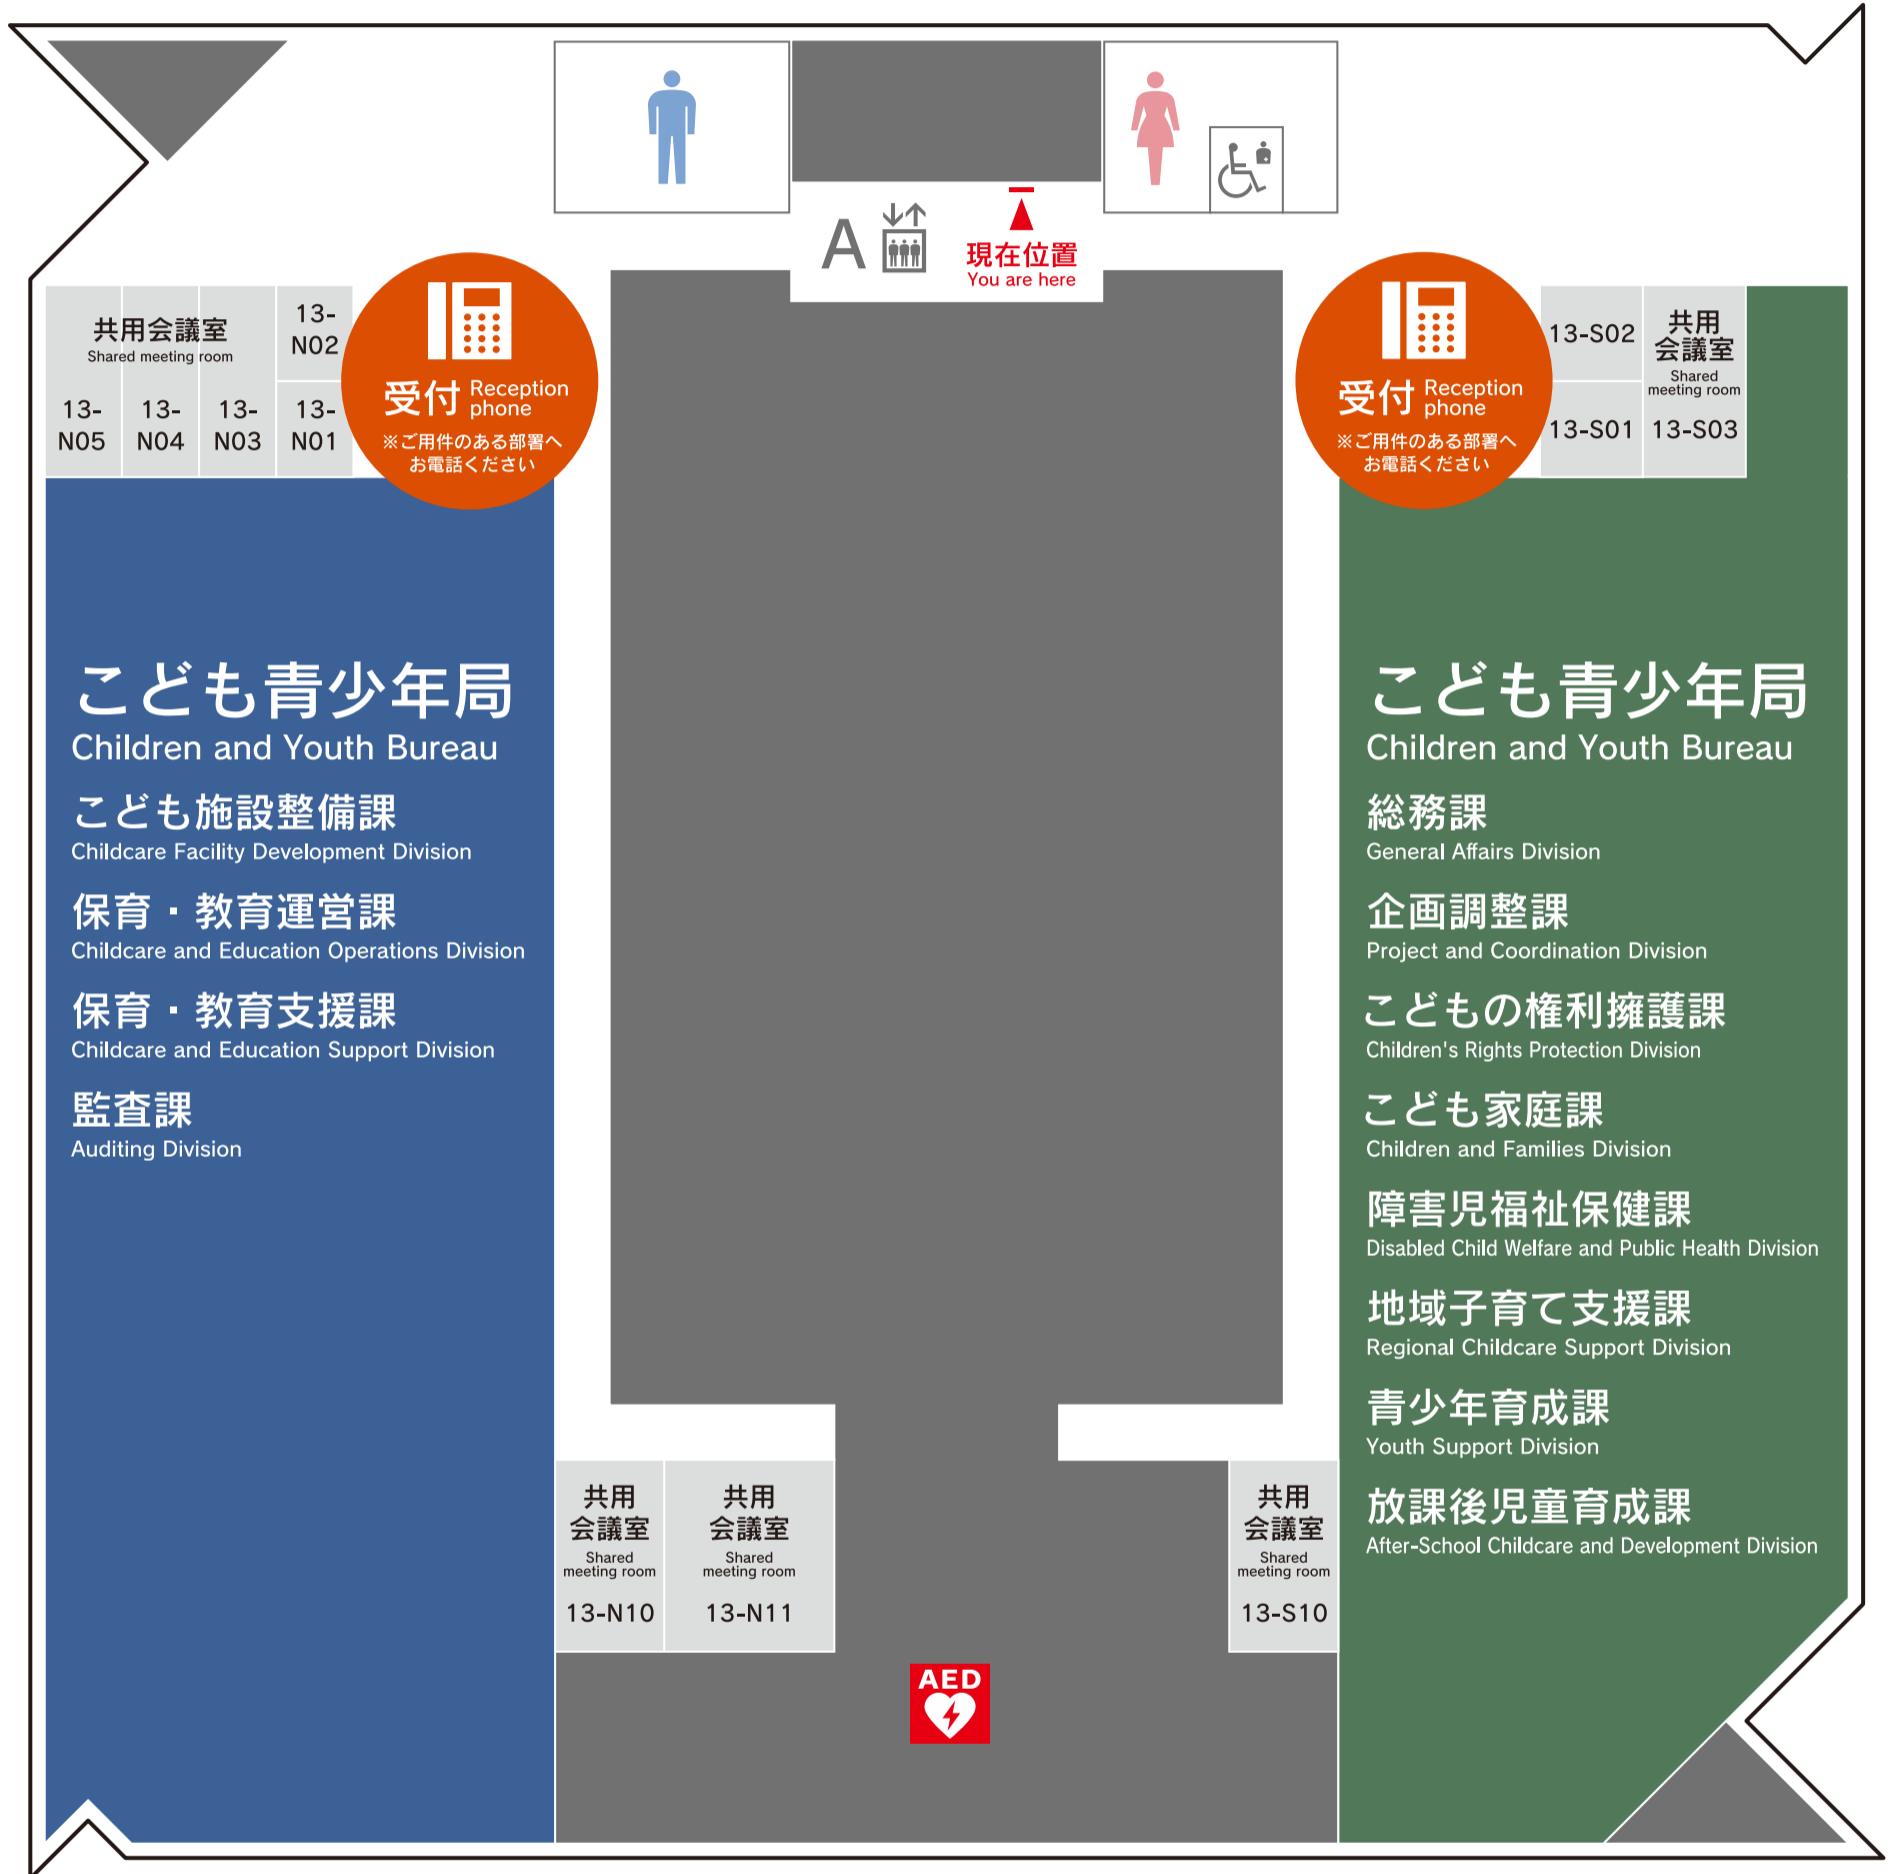 A
現在位置
You are here
共用会議室
Shared meeting room
13-
N02
13-
N05
13-
N04
13-
N03
13-
N01
受付 Reception
phone
※ご用件のある部署へ
お電話ください
受付 Reception
phone
※ご用件のある部署へ
お電話ください
13-S02
13-S01
共用
会議室
Shared
meeting room
13-S03
こども青少年局
Children and Youth Bureau
こども施設整備課
Childcare Facility Development Division
保育・教育運営課
Childcare and Education Operations Division
保育・教育支援課
Childcare and Education Support Division
監査課
Auditing Division
こども青少年局
Children and Youth Bureau
総務課
General Affairs Division
企画調整課
Project and Coordination Division
こどもの権利擁護課
Children's Rights Protection Division
こども家庭課
Children and Families Division
障害児福祉保健課
Disabled Child Welfare and Public Health Division
地域子育て支援課
Regional Childcare Support Division
青少年育成課
Youth Support Division
放課後児童育成課
After-School Childcare and Development Division
共用
会議室
Shared
meeting room
13-N10
共用
会議室
Shared
meeting room
13-N11
共用
会議室
Shared
meeting room
13-S10
AED